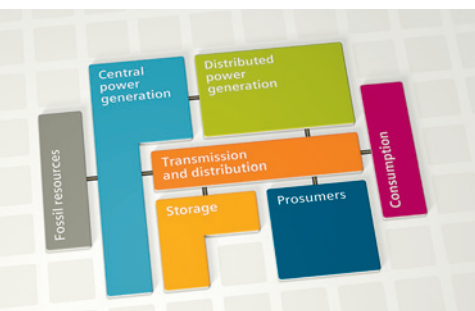 Central
power
generation
Distributed
power
generation
Fossil resources
Transmission
and distribution
Consumption
Storage
Prosumers